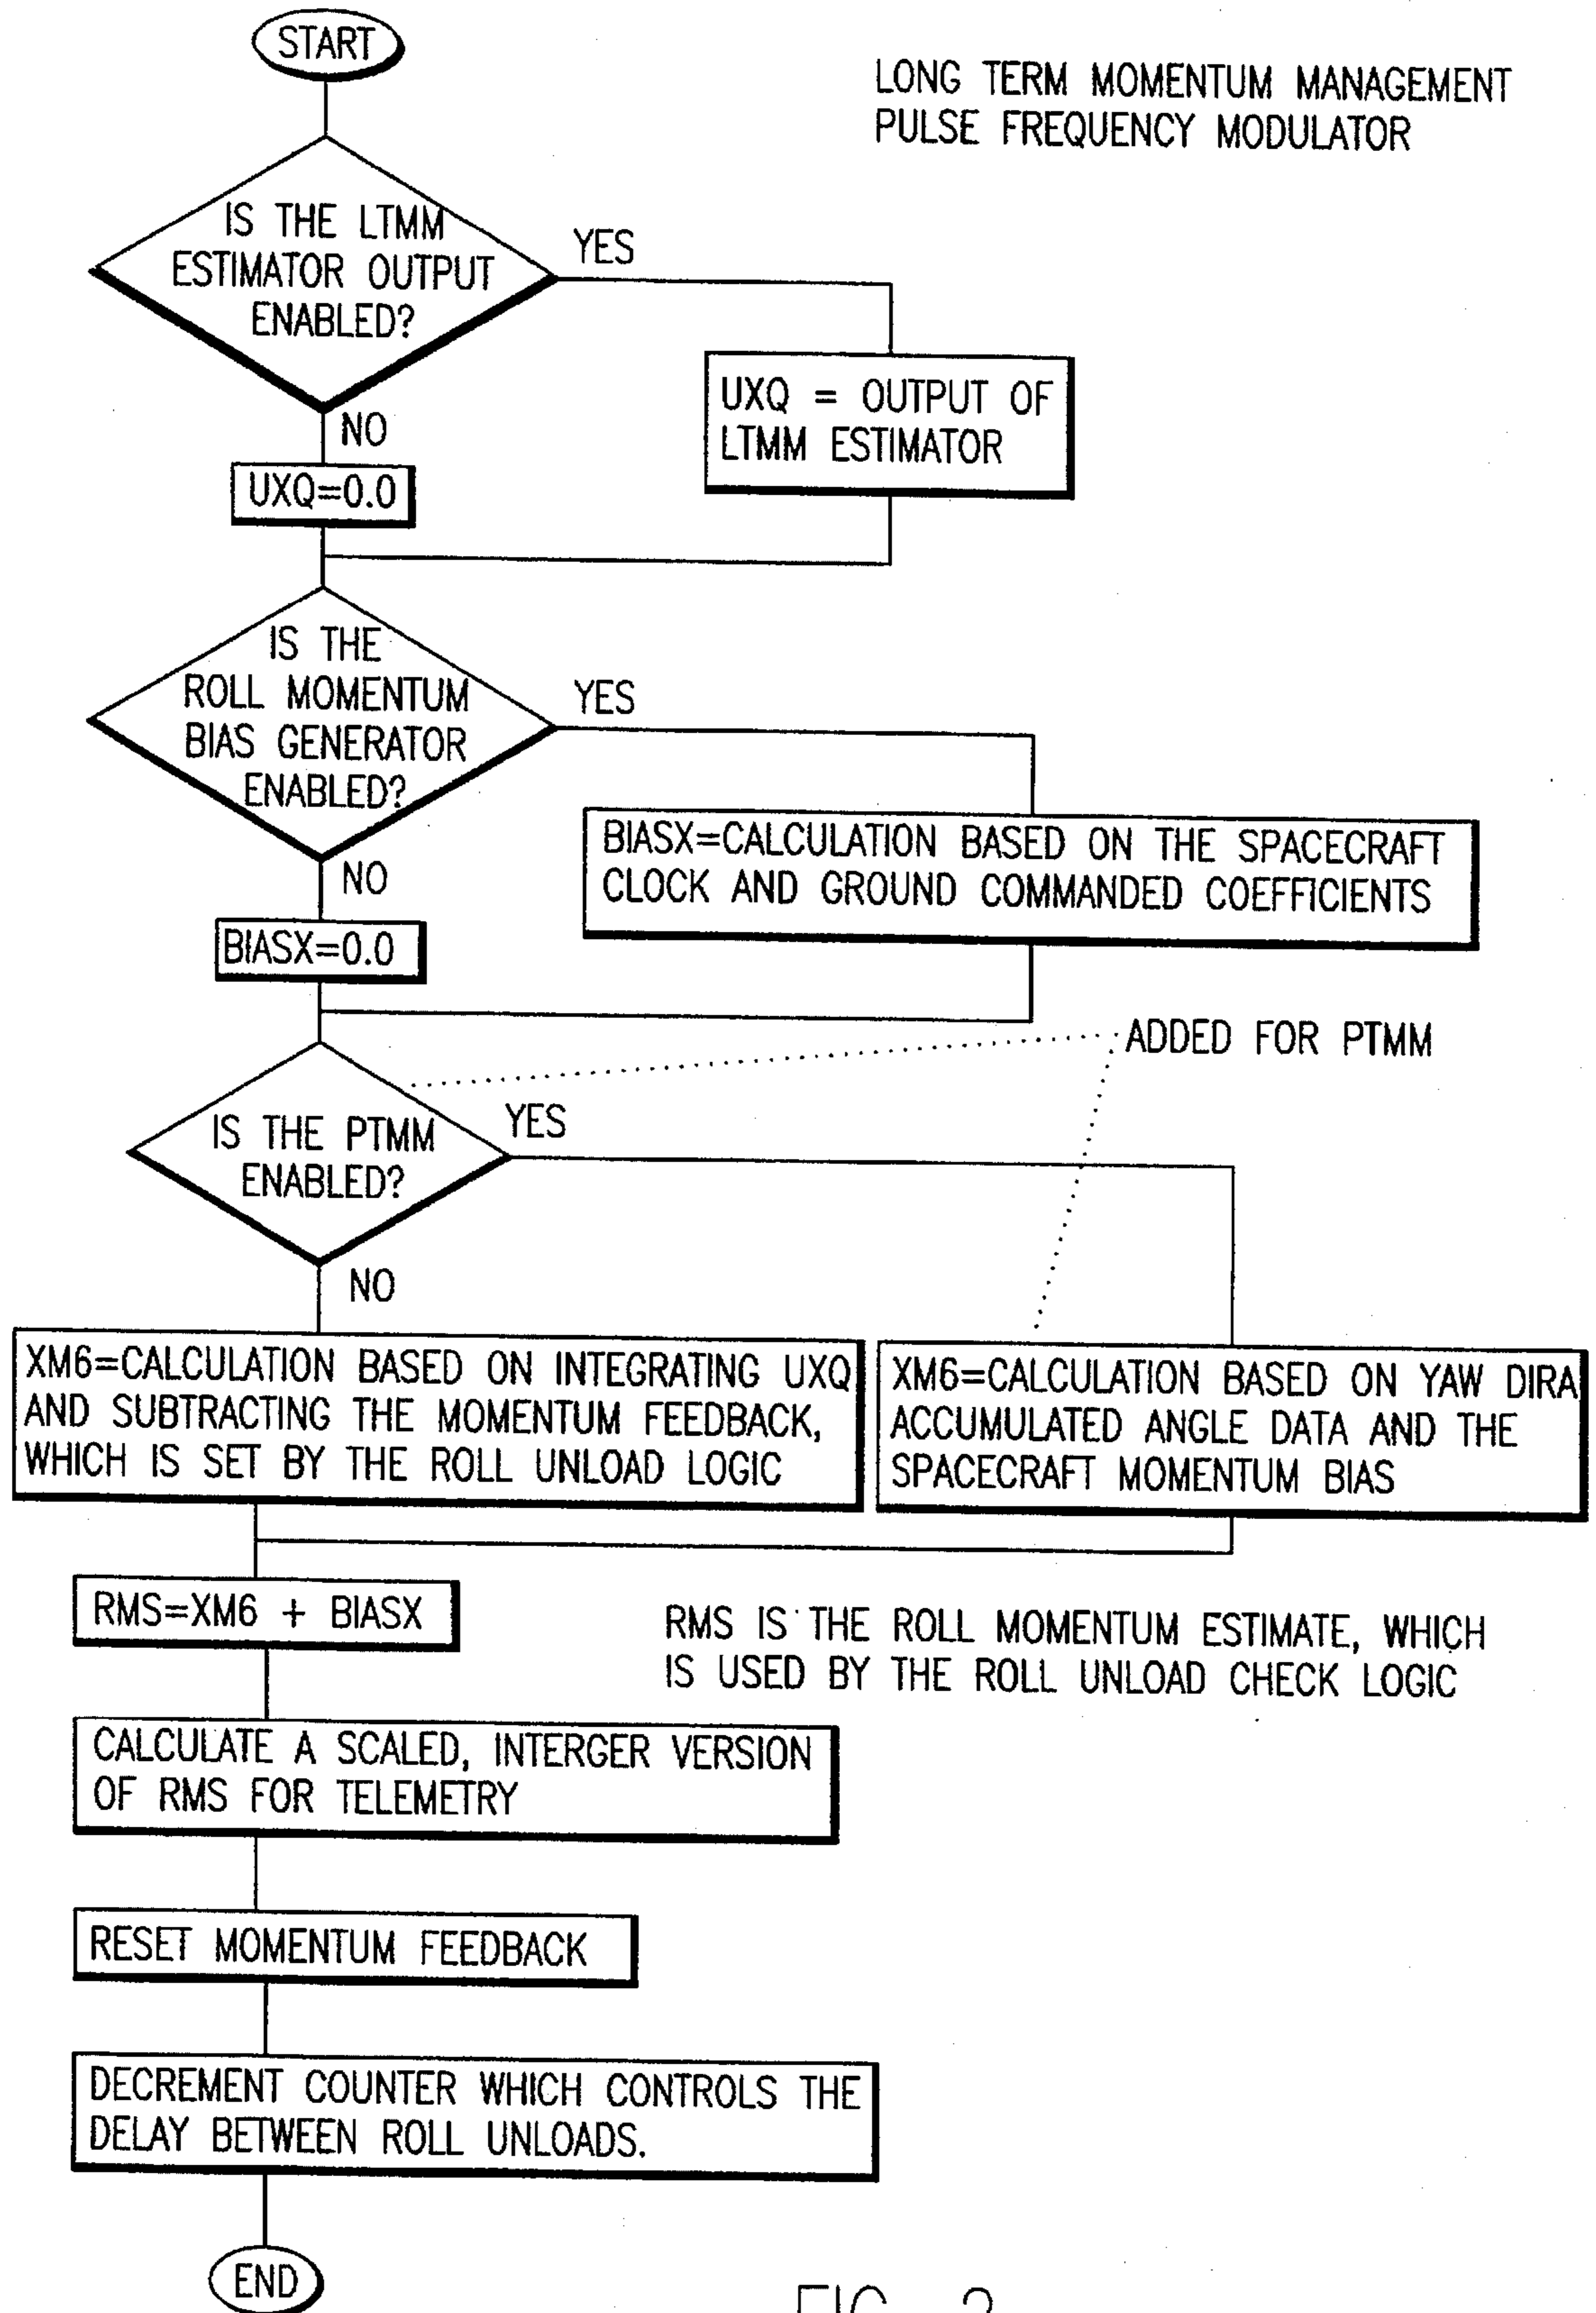 START
LONG TERM MOMENTUM MANAGEMENT
PULSE FREQUENCY MODULATOR
IS THE LTMM
ESTIMATOR OUTPUT
ENABLED?
YES
UXQ = OUTPUT OF
LTMM ESTIMATOR
NO
UXQ=0.0
IS THE
ROLL MOMENTUM
BIAS GENERATOR
ENABLED?
YES
BIASX=CALCULATION BASED ON THE SPACECRAFT
CLOCK AND GROUND COMMANDED COEFFICIENTS
NO
BIASX=0.0
ADDED FOR PTMM
IS THE PTMM
ENABLED?
YES
NO
XM6=CALCULATION BASED ON INTEGRATING UXQ
AND SUBTRACTING THE MOMENTUM FEEDBACK,
WHICH IS SET BY THE ROLL UNLOAD LOGIC
XM6=CALCULATION BASED ON YAW DIRA
ACCUMULATED ANGLE DATA AND THE
SPACECRAFT MOMENTUM BIAS
RMS=XM6 + BIASX
RMS IS THE ROLL MOMENTUM ESTIMATE, WHICH
IS USED BY THE ROLL UNLOAD CHECK LOGIC
CALCULATE A SCALED, INTERGER VERSION
OF RMS FOR TELEMETRY
RESET MOMENTUM FEEDBACK
DECREMENT COUNTER WHICH CONTROLS THE
DELAY BETWEEN ROLL UNLOADS.
END